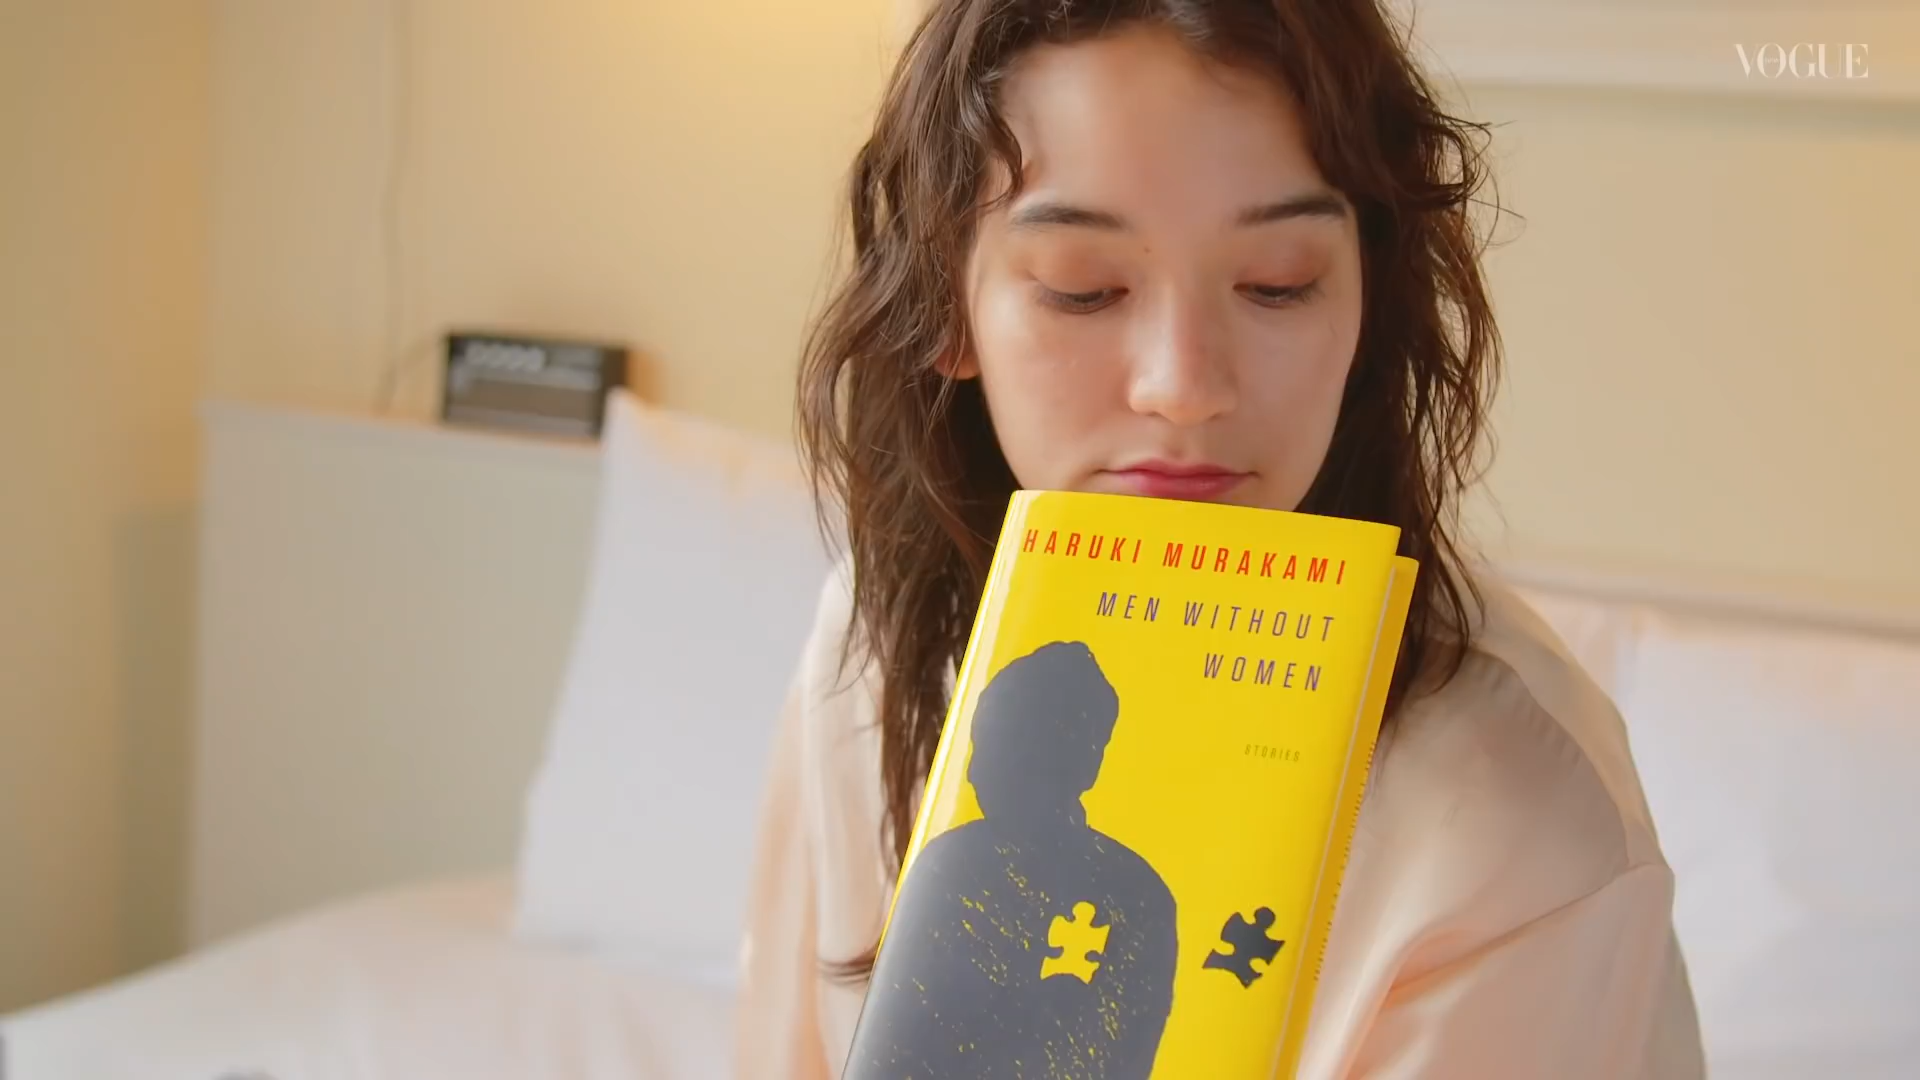 VOGUE
HARUKI MURAKAMI
MEN WITHOUT
WOMEN
STORIES